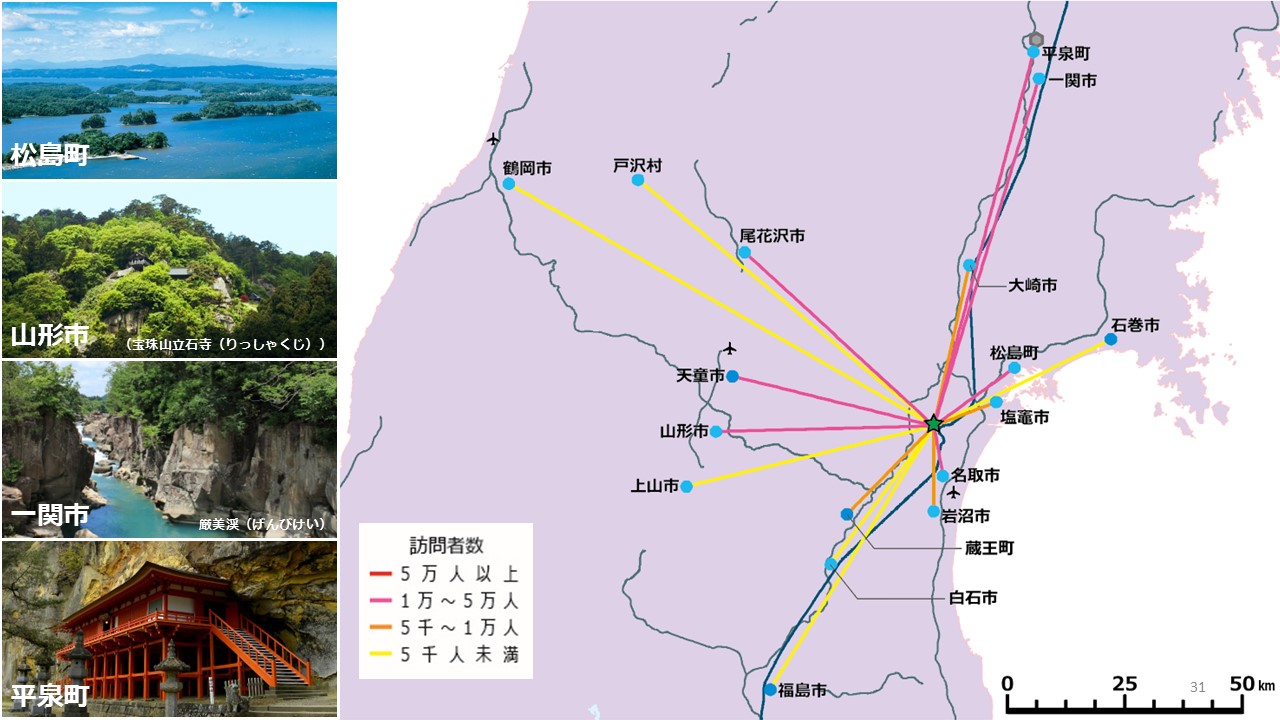 松島町
山形市
（宝珠山立石寺（りっしゃくじ））
一関市
厳美渓（げんびけい）
平泉町
平泉町
一関市
鶴岡市
戸沢村
尾花沢市
大崎市
石巻市
松島町
天童市
塩竈市
山形市
上山市
名取市
岩沼市
蔵王町
白石市
福島市
訪問者数
5万人以上
1万～5万人
5千～1万人
5千人未満
0 25 50 km
31